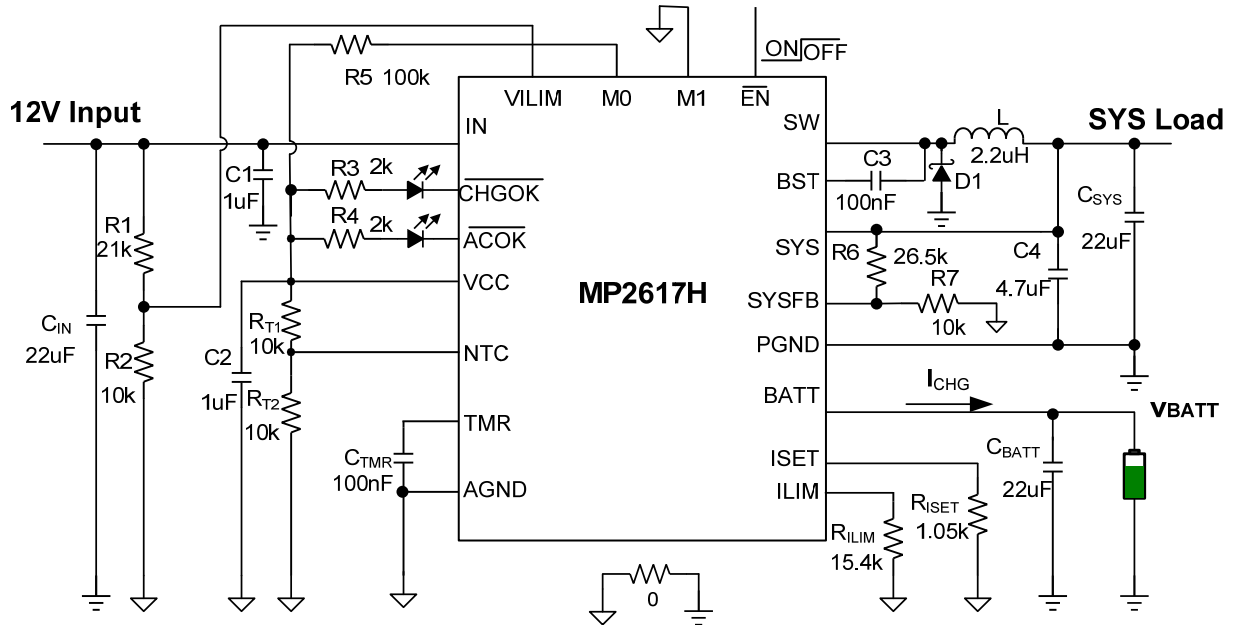 R5 100k
ON OFF
VILIM M0 M1 EN
12V Input
IN
SW
L
2.2uH
SYS Load
C1
1uF
R3 2k
CHGOK
R4 2k
ACOK
BST
C3
100nF
D1
CSYS
22uF
R1
21k
SYS
R6
26.5k
C4
4.7uF
VCC
MP2617H
SYSFB
R7
10k
CIN
22uF
RT1
10k
R2
10k
C2
1uF
NTC
PGND
RT2
10k
BATT
ICHG
VBATT
TMR
CTMR
100nF
ISET
CBATT
22uF
AGND
ILIM
RISET
1.05k
RILIM
15.4k
0